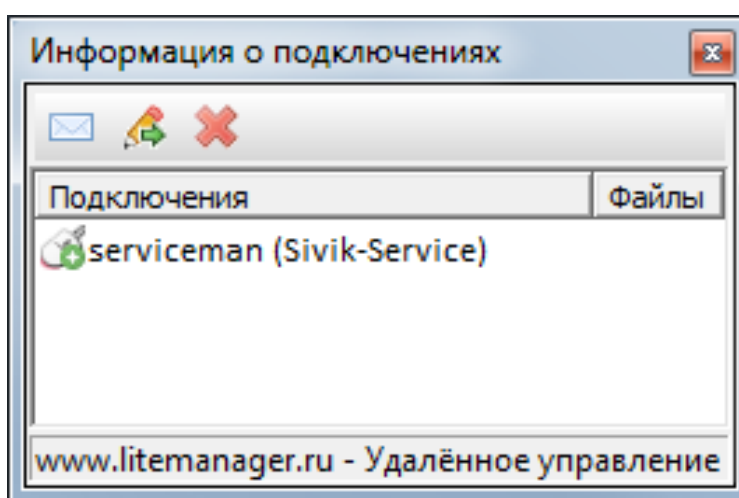 Информация о подключениях
Подключения Файлы
serviceman (Sivik-Service)
www.litemanager.ru - Удалённое управление